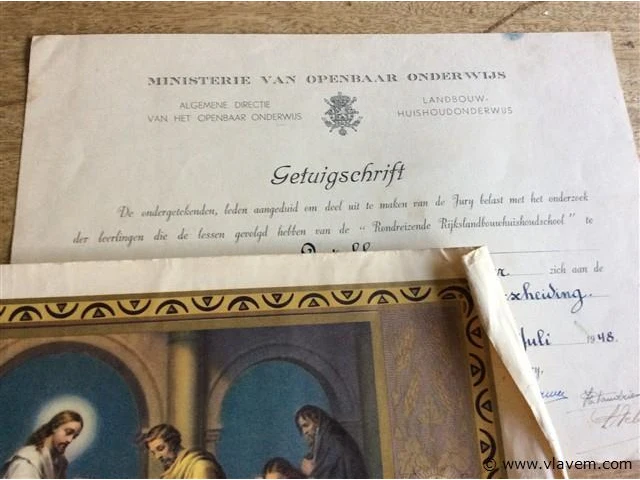 MINISTERIE VAN OPENBAAR ONDERWIJS
ALGEMENE DIRECTIE
VAN HET OPENBAAR ONDERWIJS
LANDBOUW-
HUISHOUDONDERWIJS
Getuigschrift
De ondergetekenden, leden aangeduid om deel uit te maken van de Jury belast met het onderzoek
der leerlingen die de lessen gevolgd hebben van de "Rondreizende Rijkslandbouwhuishoudschool" te
zich aan de
Juli 1948.
© www.vlavem.com